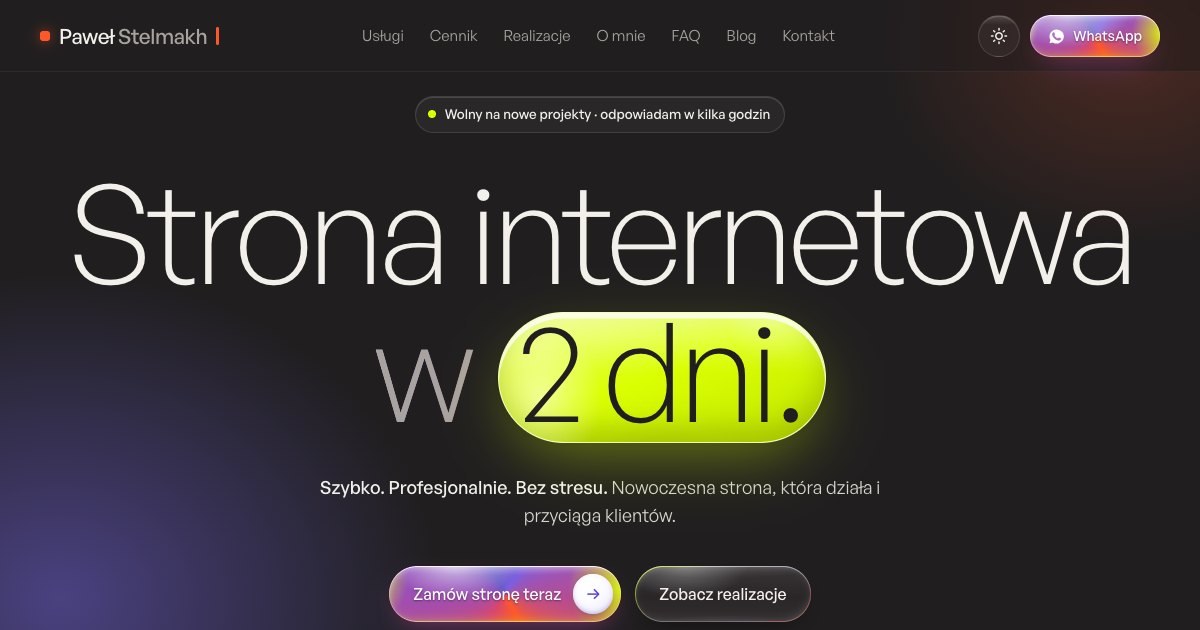 Paweł Stelmakh
Usługi Cennik Realizacje O mnie FAQ Blog Kontakt
WhatsApp
Wolny na nowe projekty · odpowiadam w kilka godzin
Strona internetowa
w 2 dni.
Szybko. Profesjonalnie. Bez stresu. Nowoczesna strona, która działa i
przyciąga klientów.
Zamów stronę teraz
Zobacz realizacje